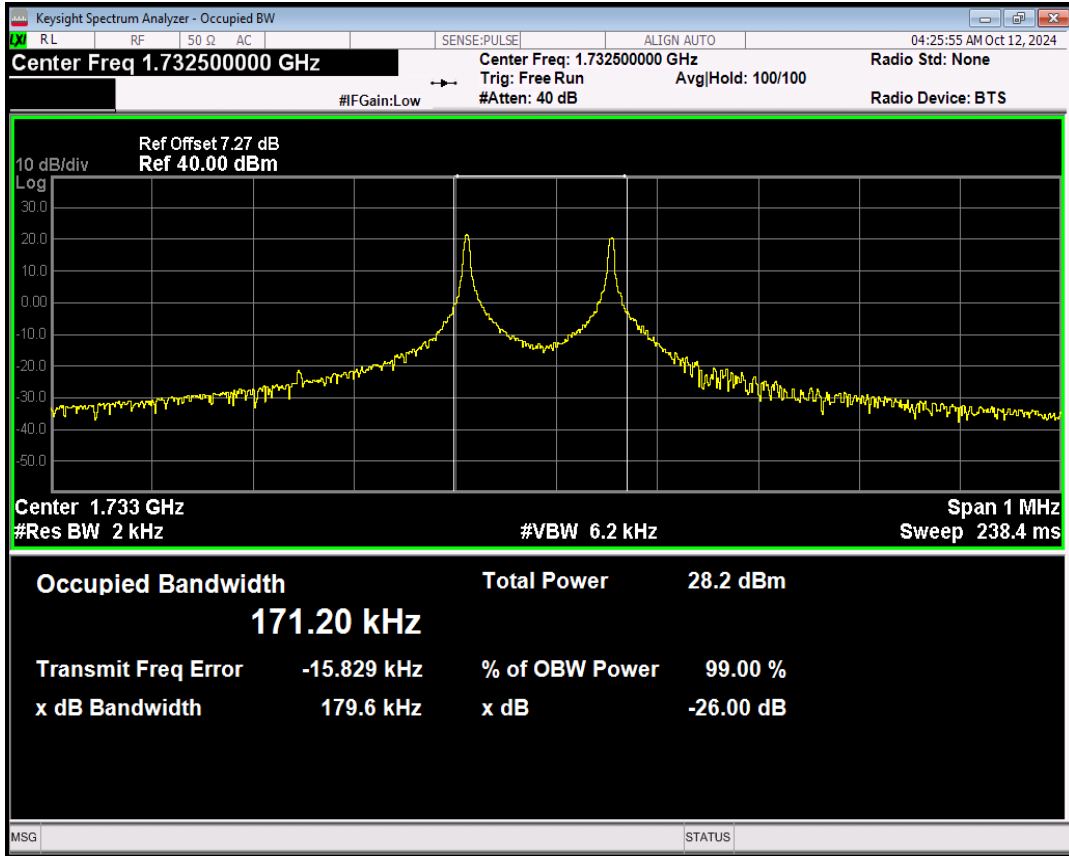 Keysight Spectrum Analyzer - Occupied BW
LXI RL RF 50 Ω AC SENSE:PULSE ALIGN AUTO 04:25:55 AM Oct 12, 2024
Center Freq 1.732500000 GHz
Center Freq: 1.732500000 GHz
Radio Std: None
Trig: Free Run
Avg|Hold: 100/100
#IFGain:Low
#Atten: 40 dB
Radio Device: BTS
Ref Offset 7.27 dB
10 dB/div
Ref 40.00 dBm
Log
30.0
20.0
10.0
0.00
-10.0
-20.0
-30.0
-40.0
-50.0
Center 1.733 GHz
Span 1 MHz
#Res BW 2 kHz
#VBW 6.2 kHz
Sweep 238.4 ms
Occupied Bandwidth
Total Power 28.2 dBm
171.20 kHz
Transmit Freq Error -15.829 kHz
% of OBW Power 99.00 %
x dB Bandwidth 179.6 kHz
x dB -26.00 dB
MSG
STATUS